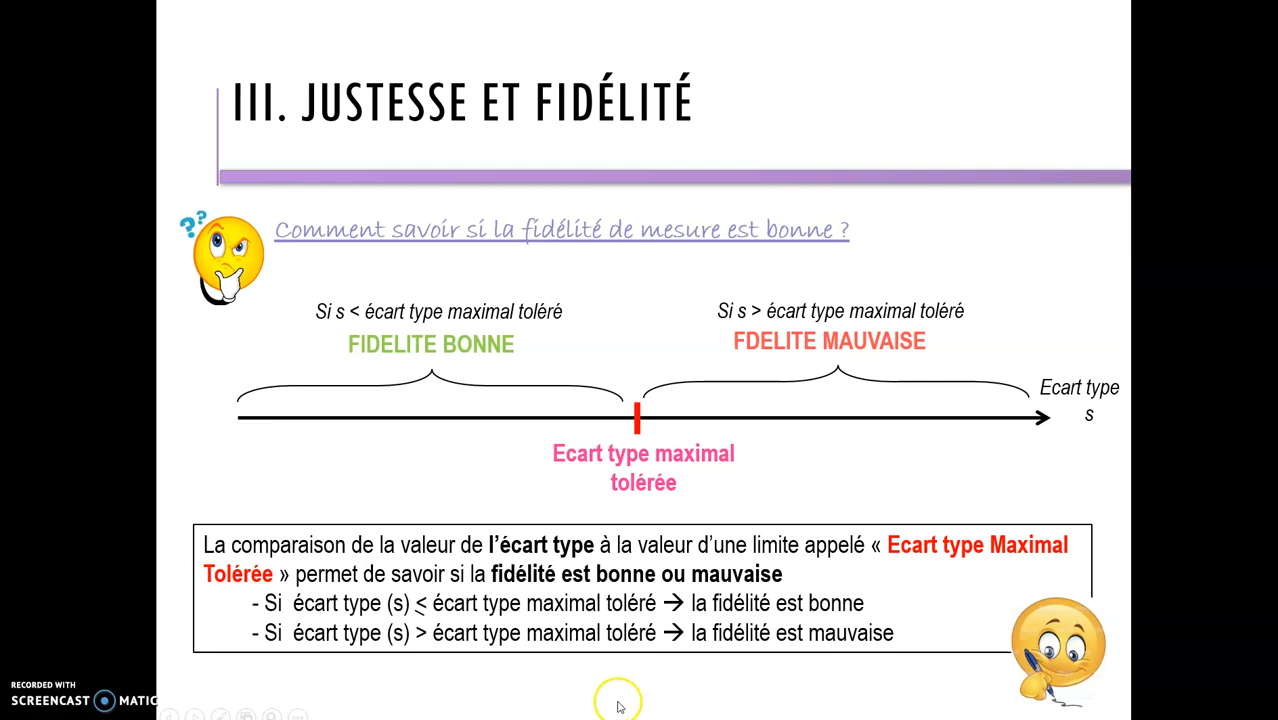 III. JUSTESSE ET FIDÉLITÉ
??
Comment savoir si la fidélité de mesure est bonne ?
Si s < écart type maximal toléré
Si s > écart type maximal toléré
FIDELITE BONNE
FDELITE MAUVAISE
Ecart type
s
Ecart type maximal
tolérée
La comparaison de la valeur de l'écart type à la valeur d'une limite appelé « Ecart type Maximal
Tolérée » permet de savoir si la fidélité est bonne ou mauvaise
- Si écart type (s) ≤ écart type maximal toléré → la fidélité est bonne
- Si écart type (s) > écart type maximal toléré → la fidélité est mauvaise
RECORDED WITH
SCREENCAST MATIC